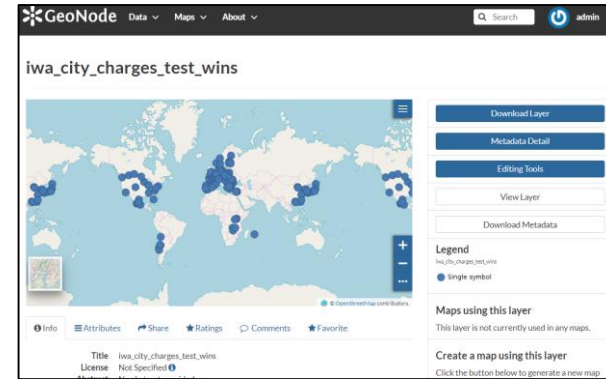 GeoNode Data Maps About Search admin
iwa_city_charges_test_wins
Download Layer
Metadata Detail
Editing Tools
View Layer
Download Metadata
Legend
iwa_city_charges_test_wins
Single symbol
© OpenStreetMap contributors.
Maps using this layer
This layer is not currently used in any maps.
Info Attributes Share Ratings Comments Favorite
Create a map using this layer
Click the button below to generate a new map
Title iwa_city_charges_test_wins
License Not Specified